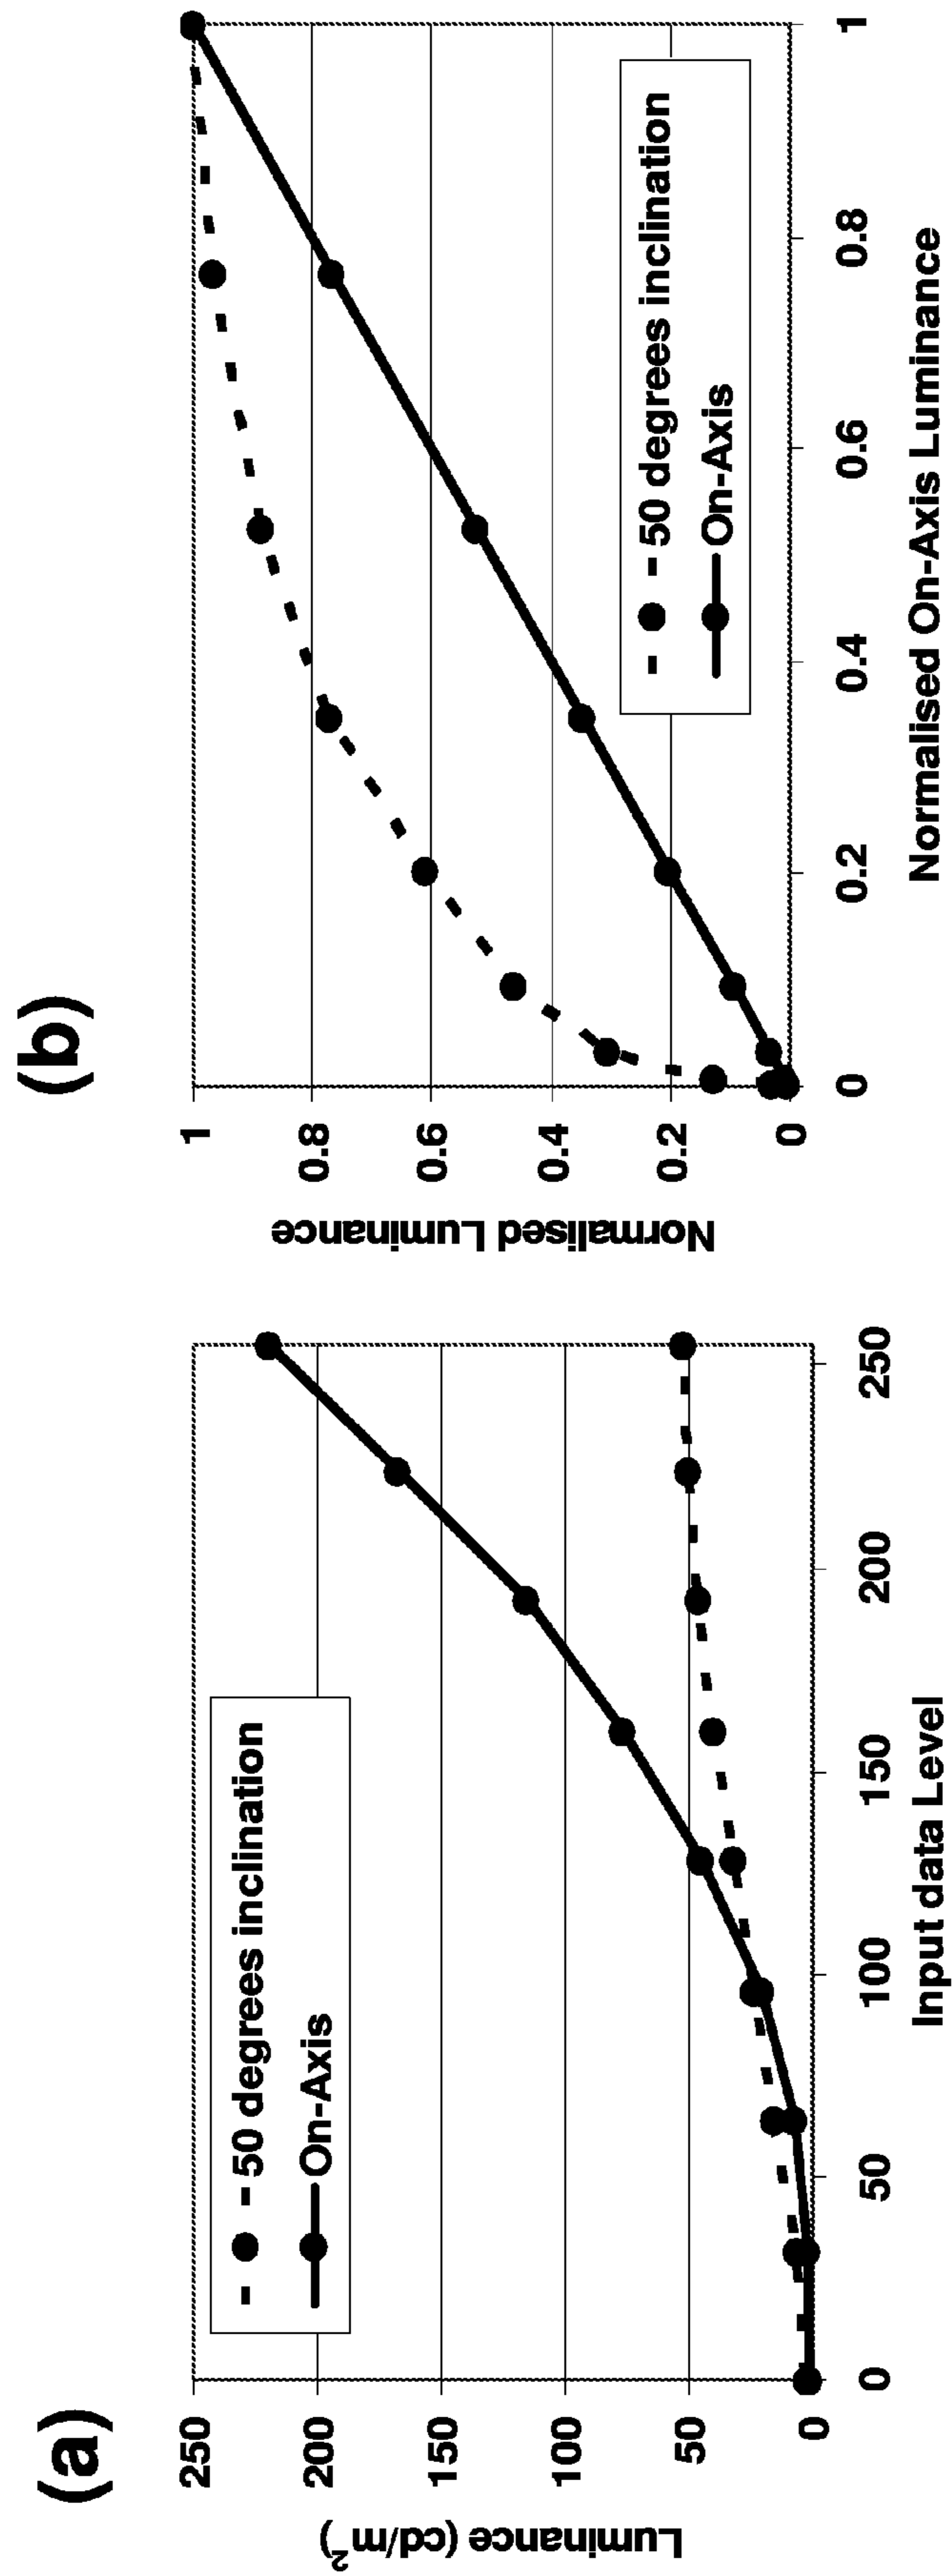 (a)
Luminance (cd/m²)
250
200
150
100
50
0
50 degrees inclination
On-Axis
0
50
100
150
200
250
Input data Level
(b)
Normalised Luminance
1
0.8
0.6
0.4
0.2
0
50 degrees inclination
On-Axis
0
0.2
0.4
0.6
0.8
1
Normalised On-Axis Luminance